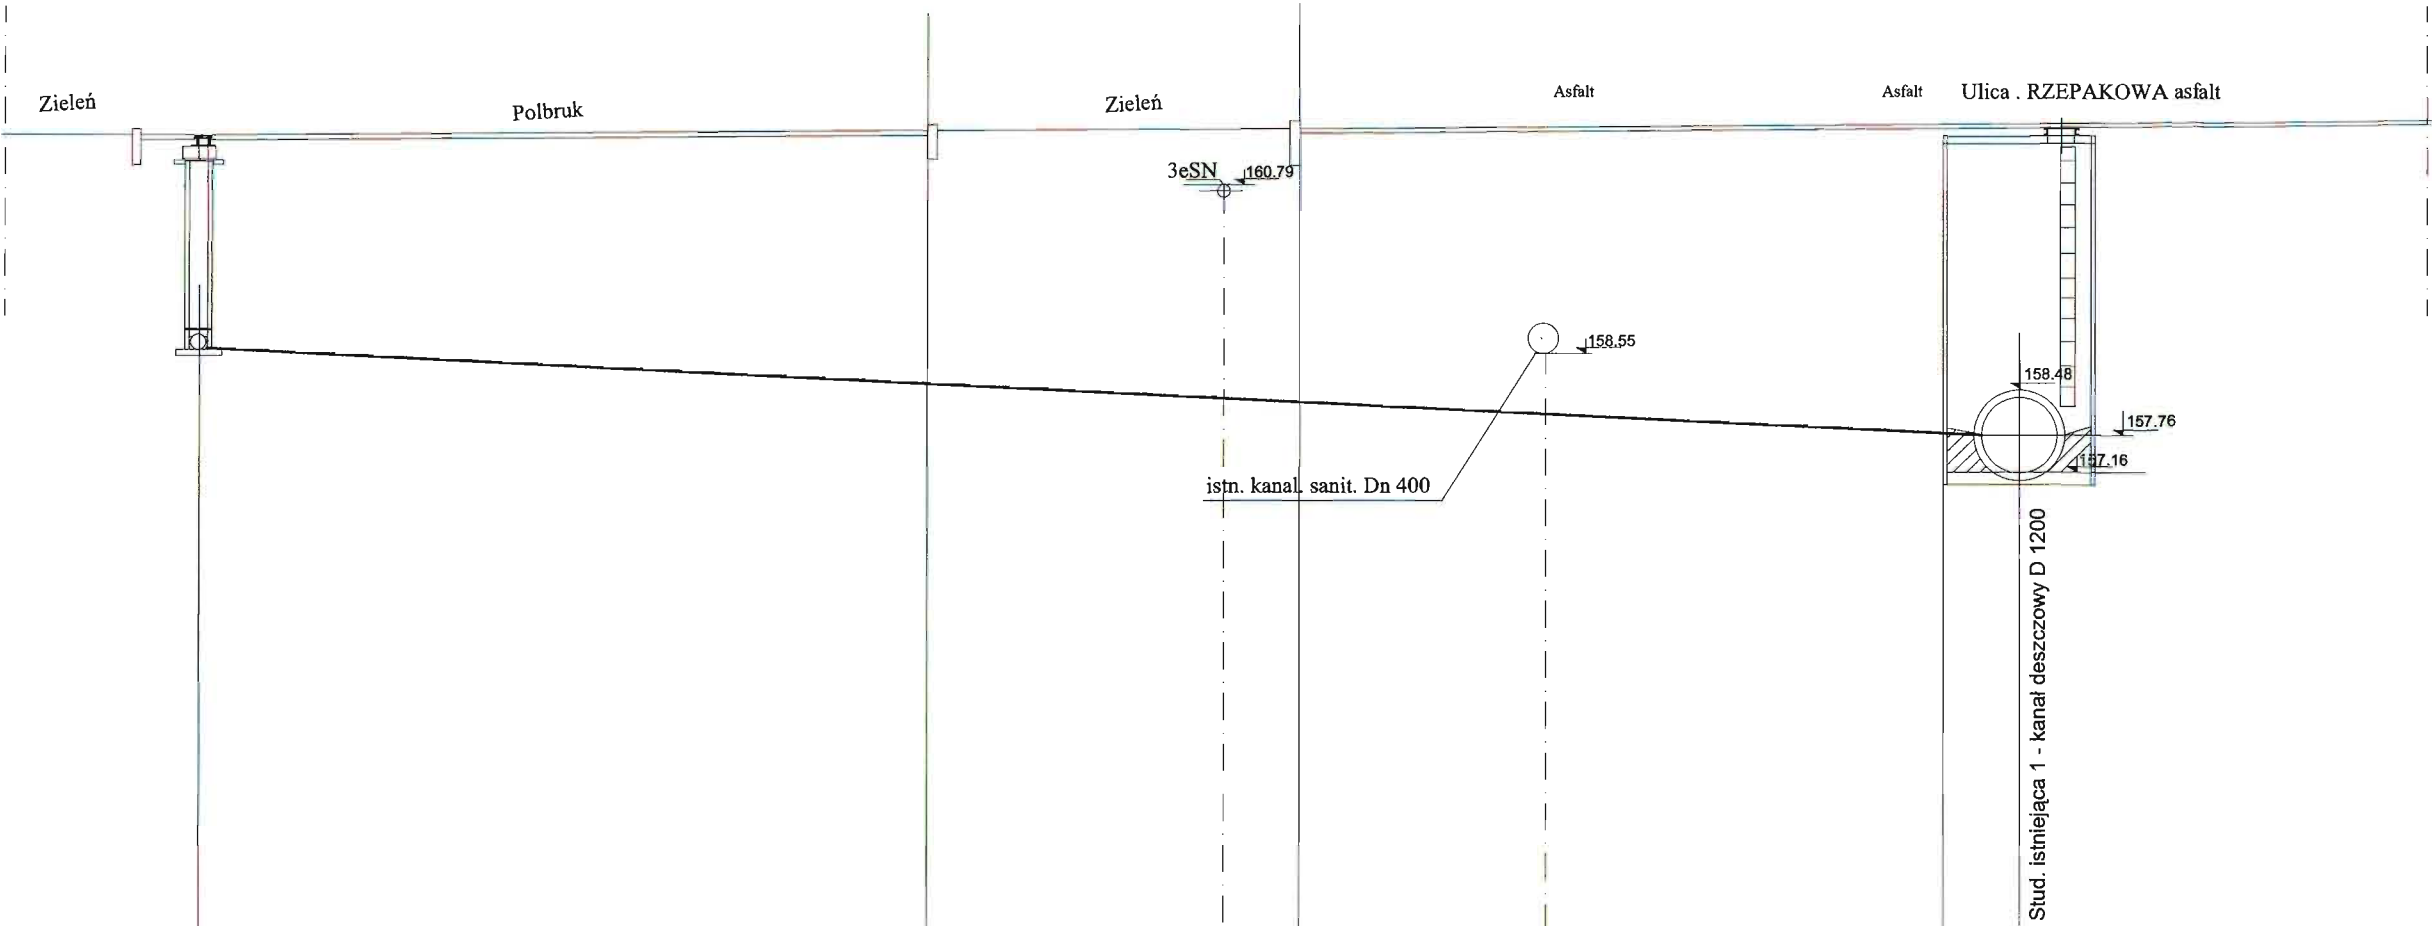 Zieleń
Polbruk
Zieleń
Asfalt
Asfalt
Ulica . RZEPAKOWA asfalt
3eSN
160.79
158.55
158.48
157.76
157.16
istn. kanal. sanit. Dn 400
Stud. istniejąca 1 - kanał deszczowy D 1200